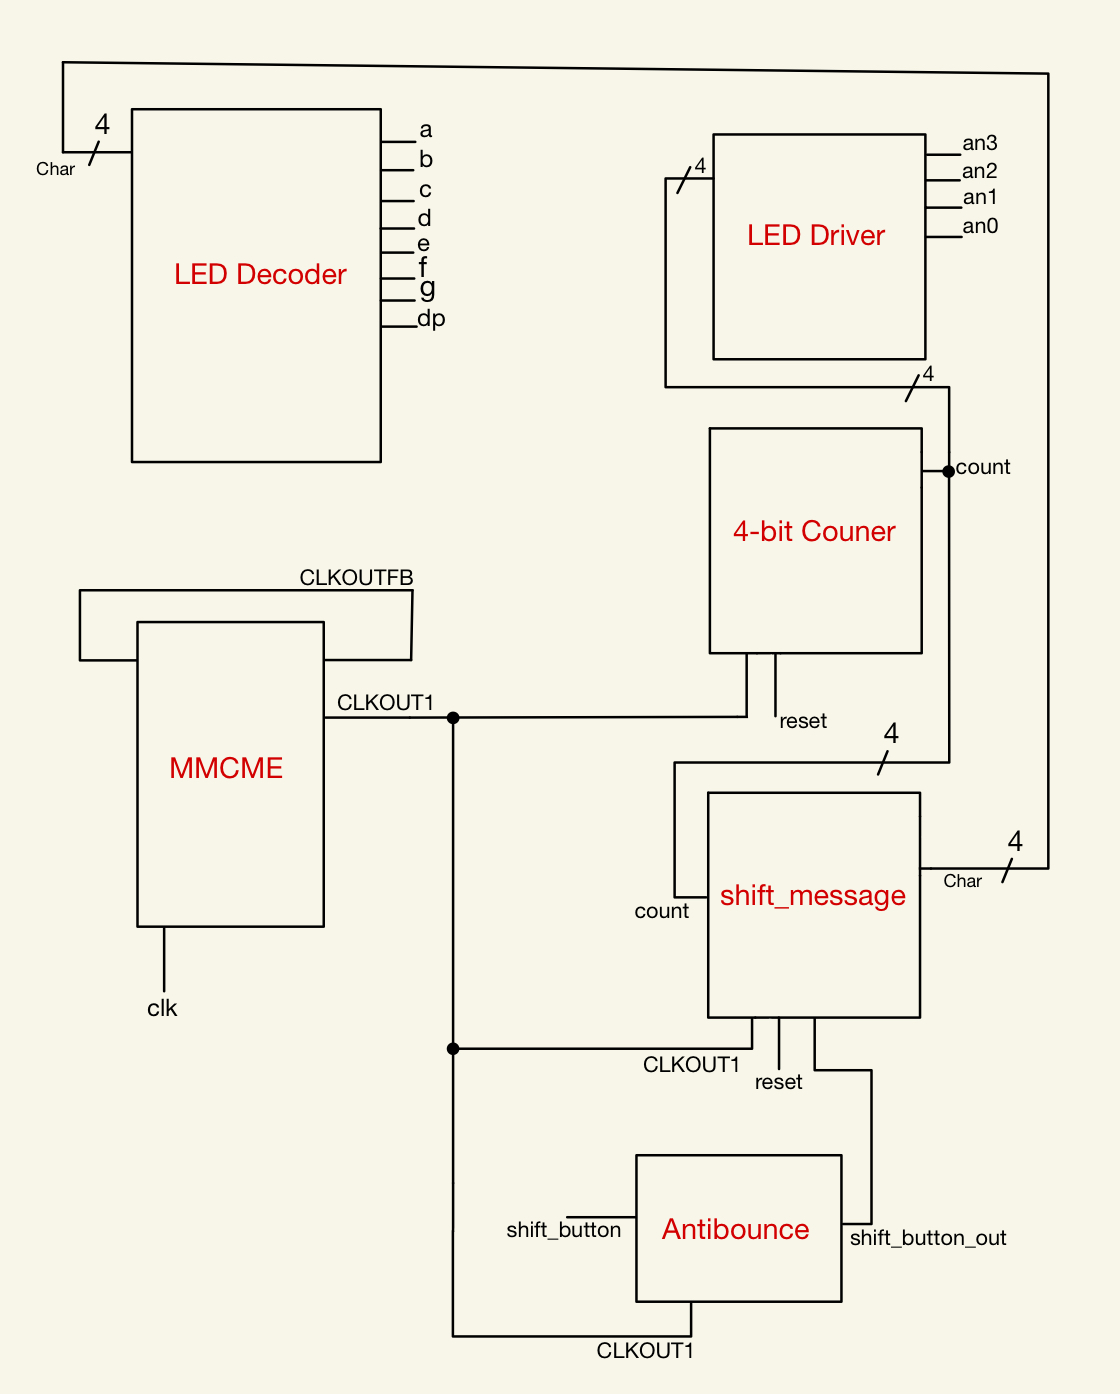 4
Char
a
b
c
d
e
f
g
dp
LED Decoder
4
an3
an2
an1
an0
LED Driver
4
count
4-bit Couner
CLKOUTFB
CLKOUT1
reset
MMCME
clk
4
4
Char
shift_message
count
CLKOUT1
reset
shift_button
Antibounce
shift_button_out
CLKOUT1